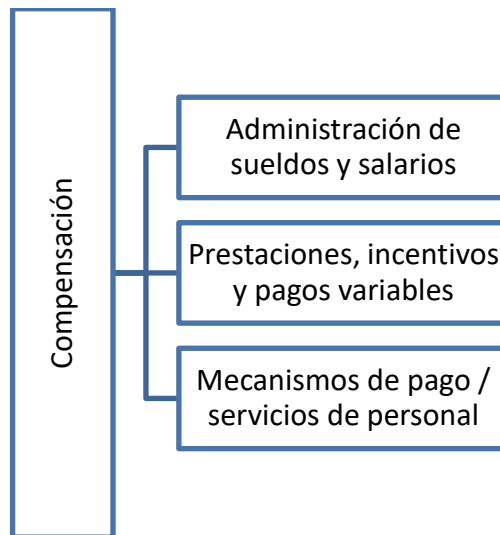 Compensación
Administración de
sueldos y salarios
Prestaciones, incentivos
y pagos variables
Mecanismos de pago /
servicios de personal